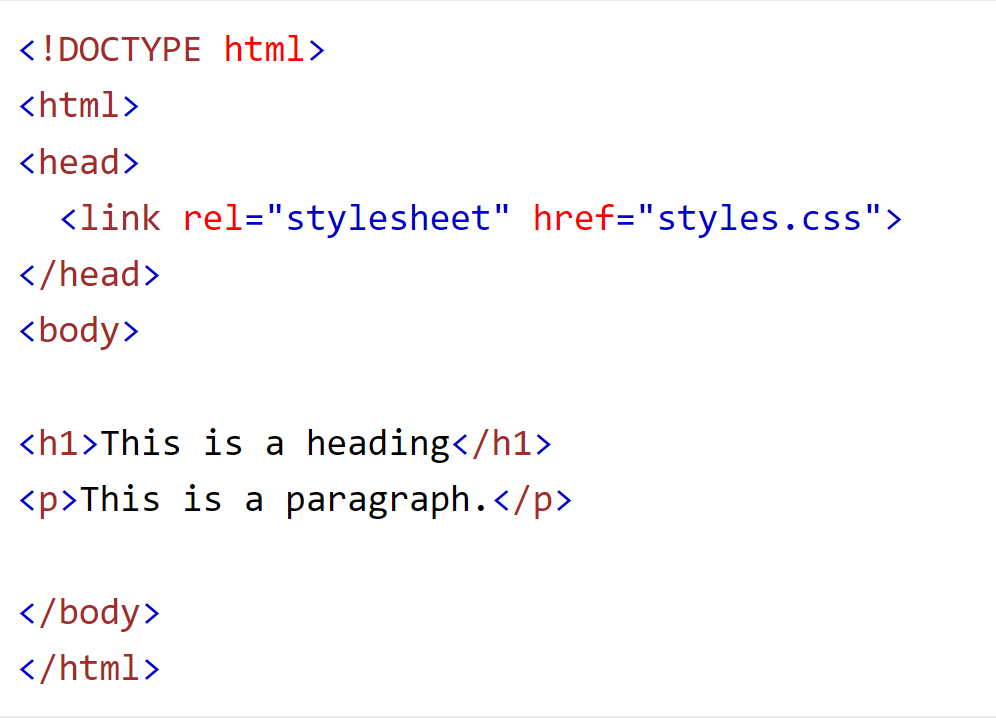 <!DOCTYPE html>
<html>
<head>
  <link rel="stylesheet" href="styles.css">
</head>
<body>

<h1>This is a heading</h1>
<p>This is a paragraph.</p>

</body>
</html>